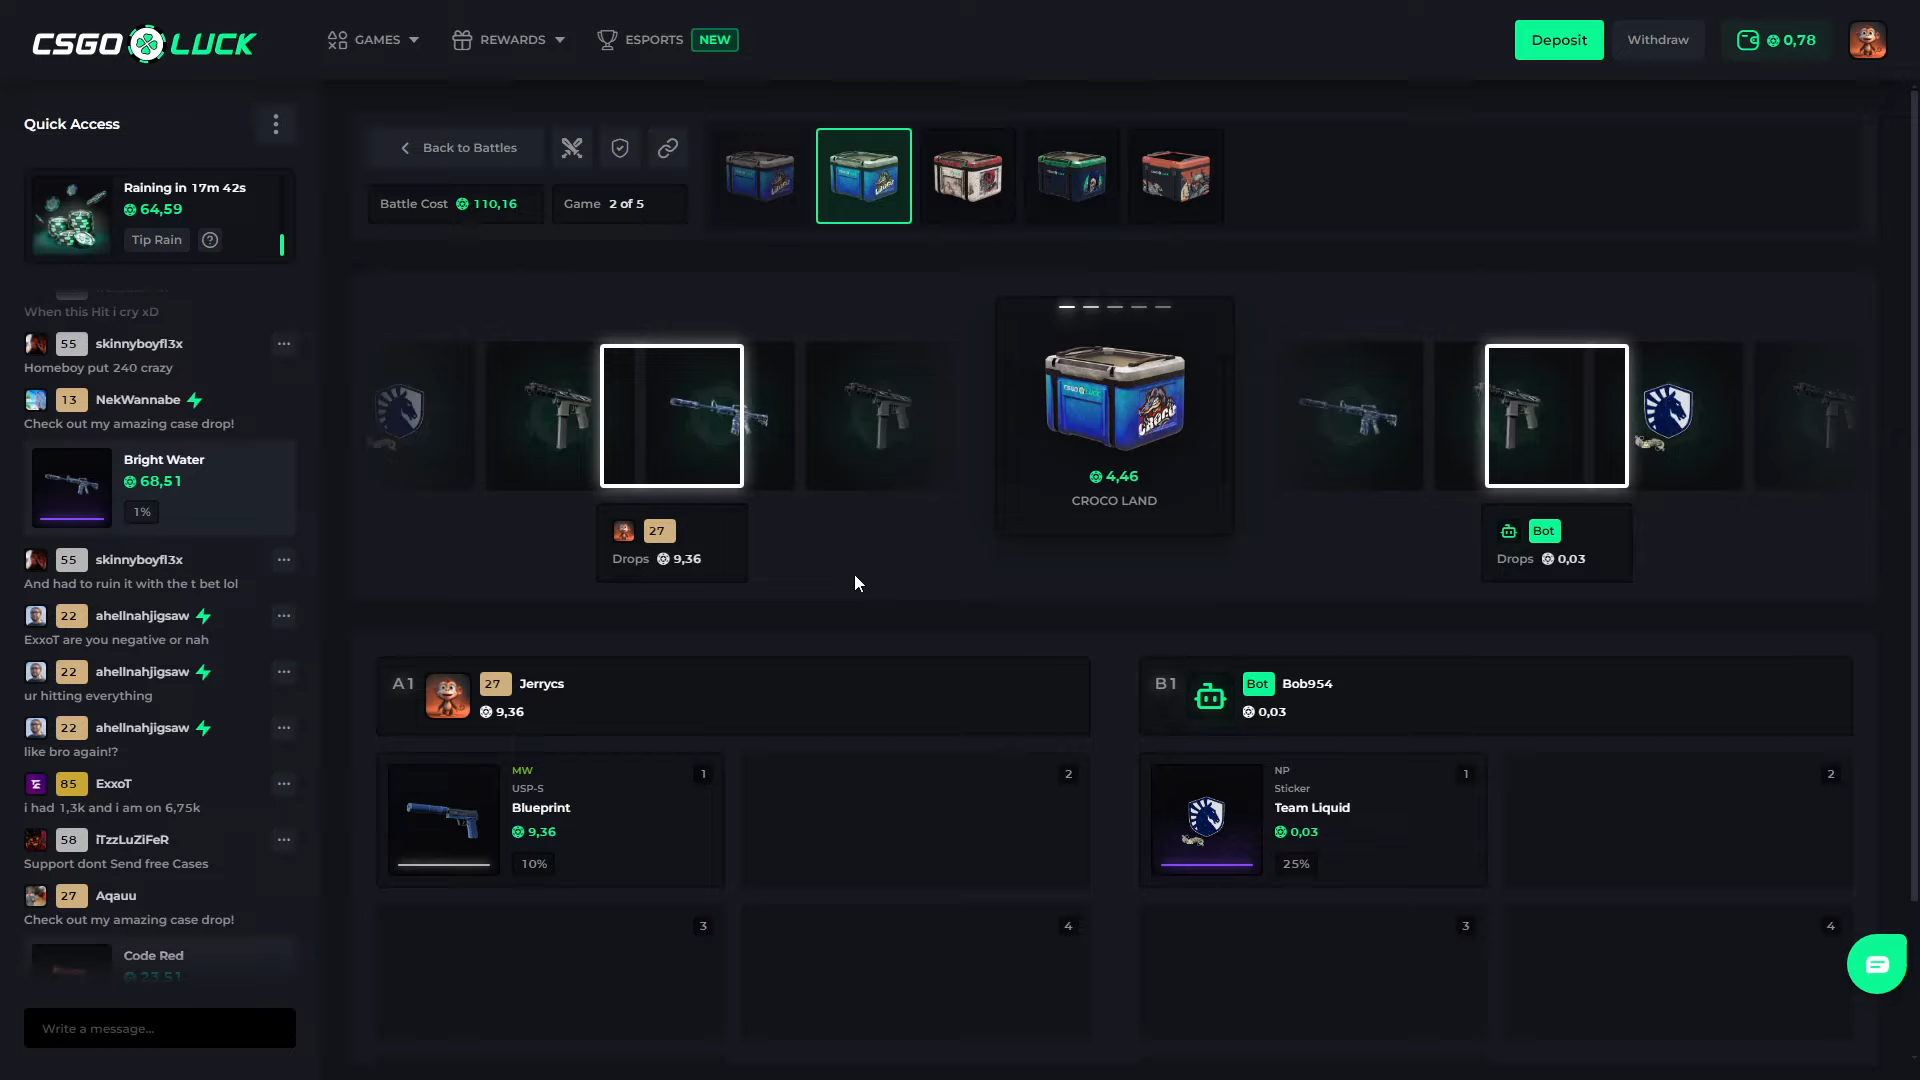 CSGO LUCK
GAMES
REWARDS
ESPORTS
NEW
Deposit
Withdraw
0,78
Quick Access
Raining in 17m 42s
64,59
Tip Rain
When this Hit i cry xD
55 skinnyboyfl3x
Homeboy put 240 crazy
13 NekWannabe
Check out my amazing case drop!
Bright Water
68,51
1%
55 skinnyboyfl3x
And had to ruin it with the t bet lol
22 ahellnahjigsaw
ExxoT are you negative or nah
22 ahellnahjigsaw
ur hitting everything
22 ahellnahjigsaw
like bro again!?
85 ExxoT
i had 1,3k and i am on 6,75k
58 iTzzLuZiFeR
Support dont Send free Cases
27 Aqauu
Check out my amazing case drop!
Code Red
23,51
Write a message...
Back to Battles
Battle Cost 110,16
Game 2 of 5
27
Drops 9,36
CSGO LUCK
CROCO
4,46
CROCO LAND
Bot
Drops 0,03
A1
27 Jerrycs
9,36
MW
1
USP-S
Blueprint
9,36
10%
2
3
4
B1
Bot Bob954
0,03
NP
1
Sticker
Team Liquid
0,03
25%
2
3
4